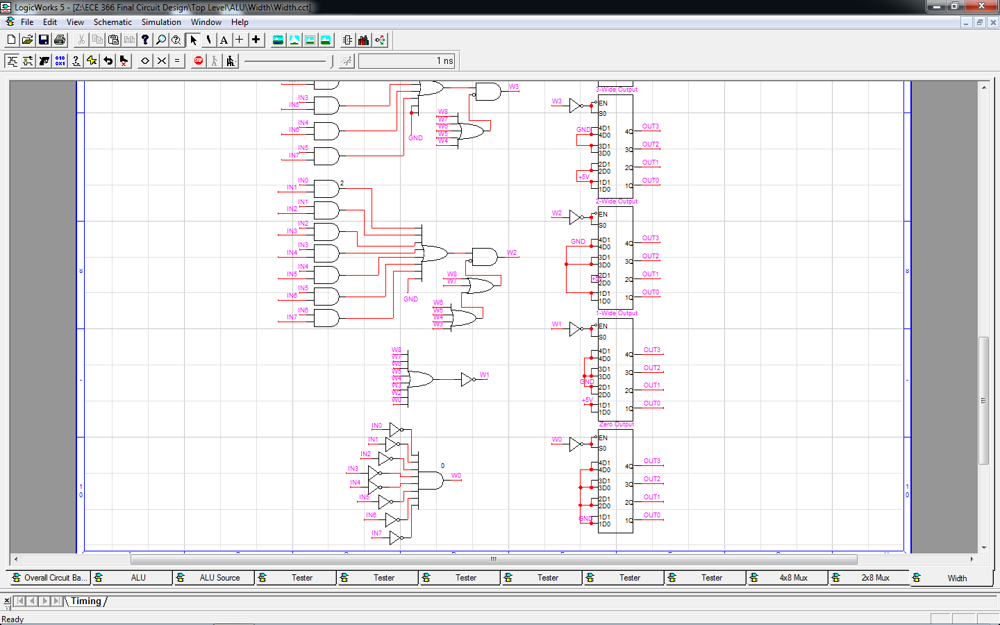 LogicWorks 5 - [Z:\ECE 366 Final Circuit Design\Top Level\ALU\Width\Width.cct]
File Edit View Schematic Simulation Window Help
1 ns
W3
IN3
IN5
IN4
IN6
IN5
IN7
GND
W8
W7
W6
W5
W4
3-Wide Output
W3
EN
S0
GND
4D1
4D0
3D1
3D0
2D1
2D0
+5V
1D1
1D0
4Q
3Q
2Q
1Q
OUT3
OUT2
OUT1
OUT0
IN0
IN1
2
IN1
IN2
IN2
IN3
IN3
IN4
IN4
IN5
IN5
IN6
IN6
IN7
GND
W2
W8
W7
W6
W5
W4
W3
2-Wide Output
W2
EN
S0
GND
4D1
4D0
3D1
3D0
2D1
2D0
1D1
1D0
4Q
3Q
2Q
1Q
OUT3
OUT2
OUT1
OUT0
8
8
W8
W7
W6
W5
W4
W3
W2
W0
W1
1-Wide Output
W1
EN
S0
4D1
4D0
3D1
3D0
GND
2D1
2D0
+5V
1D1
1D0
4Q
3Q
2Q
1Q
OUT3
OUT2
OUT1
OUT0
IN0
IN1
IN2
IN3
IN4
IN5
IN6
IN7
0
W0
Zero Output
W0
EN
S0
4D1
4D0
3D1
3D0
2D1
2D0
GND
1D1
1D0
4Q
3Q
2Q
1Q
OUT3
OUT2
OUT1
OUT0
10
10
Overall Circuit Ba... ALU ALU Source Tester Tester Tester Tester Tester Tester 4x8 Mux 2x8 Mux Width
Timing
Ready